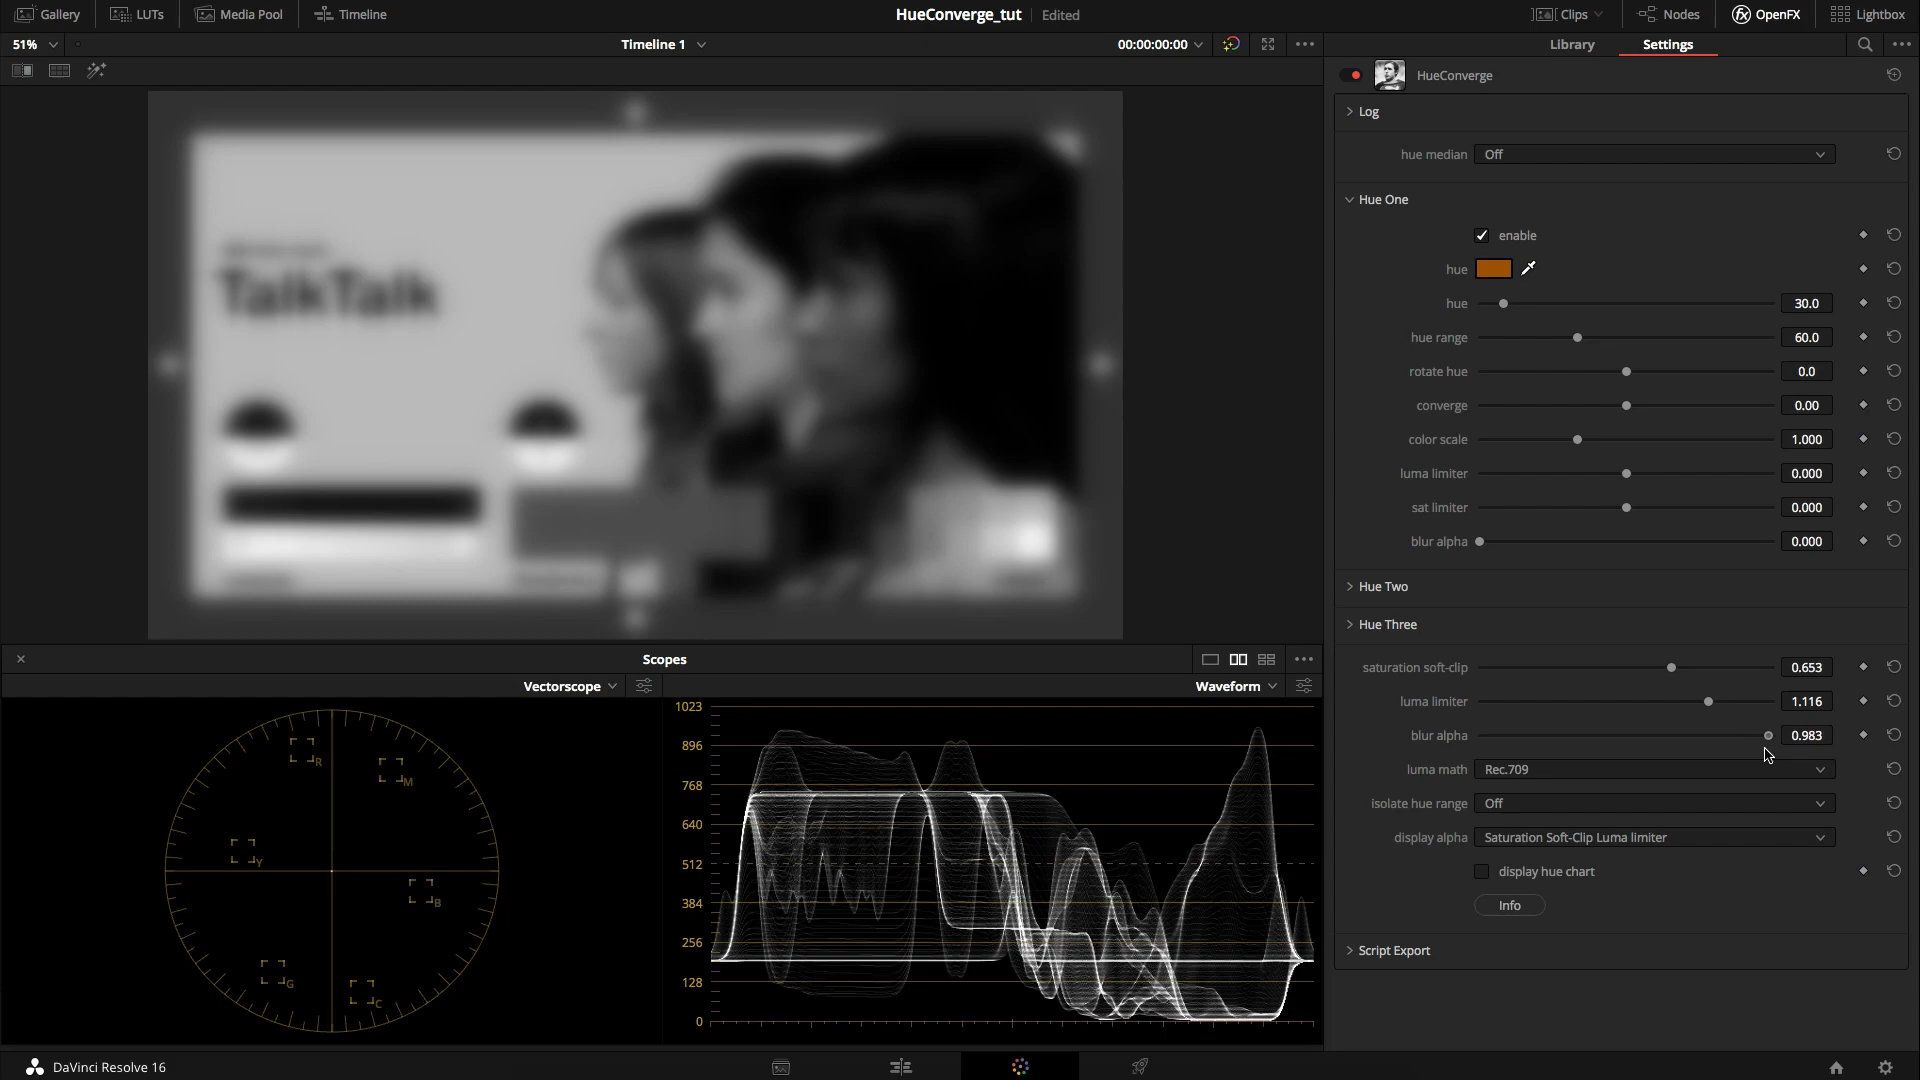 Gallery
LUTs
Media Pool
Timeline
HueConverge_tut
Edited
Clips
Nodes
OpenFX
Lightbox
51%
Timeline 1
00:00:00:00
Library
Settings
HueConverge
Log
hue median
Off
Hue One
enable
hue
hue
30.0
hue range
60.0
rotate hue
0.0
converge
0.00
color scale
1.000
luma limiter
0.000
sat limiter
0.000
blur alpha
0.000
Hue Two
Hue Three
saturation soft-clip
0.653
luma limiter
1.116
blur alpha
0.983
luma math
Rec.709
isolate hue range
Off
display alpha
Saturation Soft-Clip Luma limiter
display hue chart
Info
Script Export
TalkTalk
Scopes
Vectorscope
Waveform
R
M
Y
B
G
C
1023
896
768
640
512
384
256
128
0
DaVinci Resolve 16